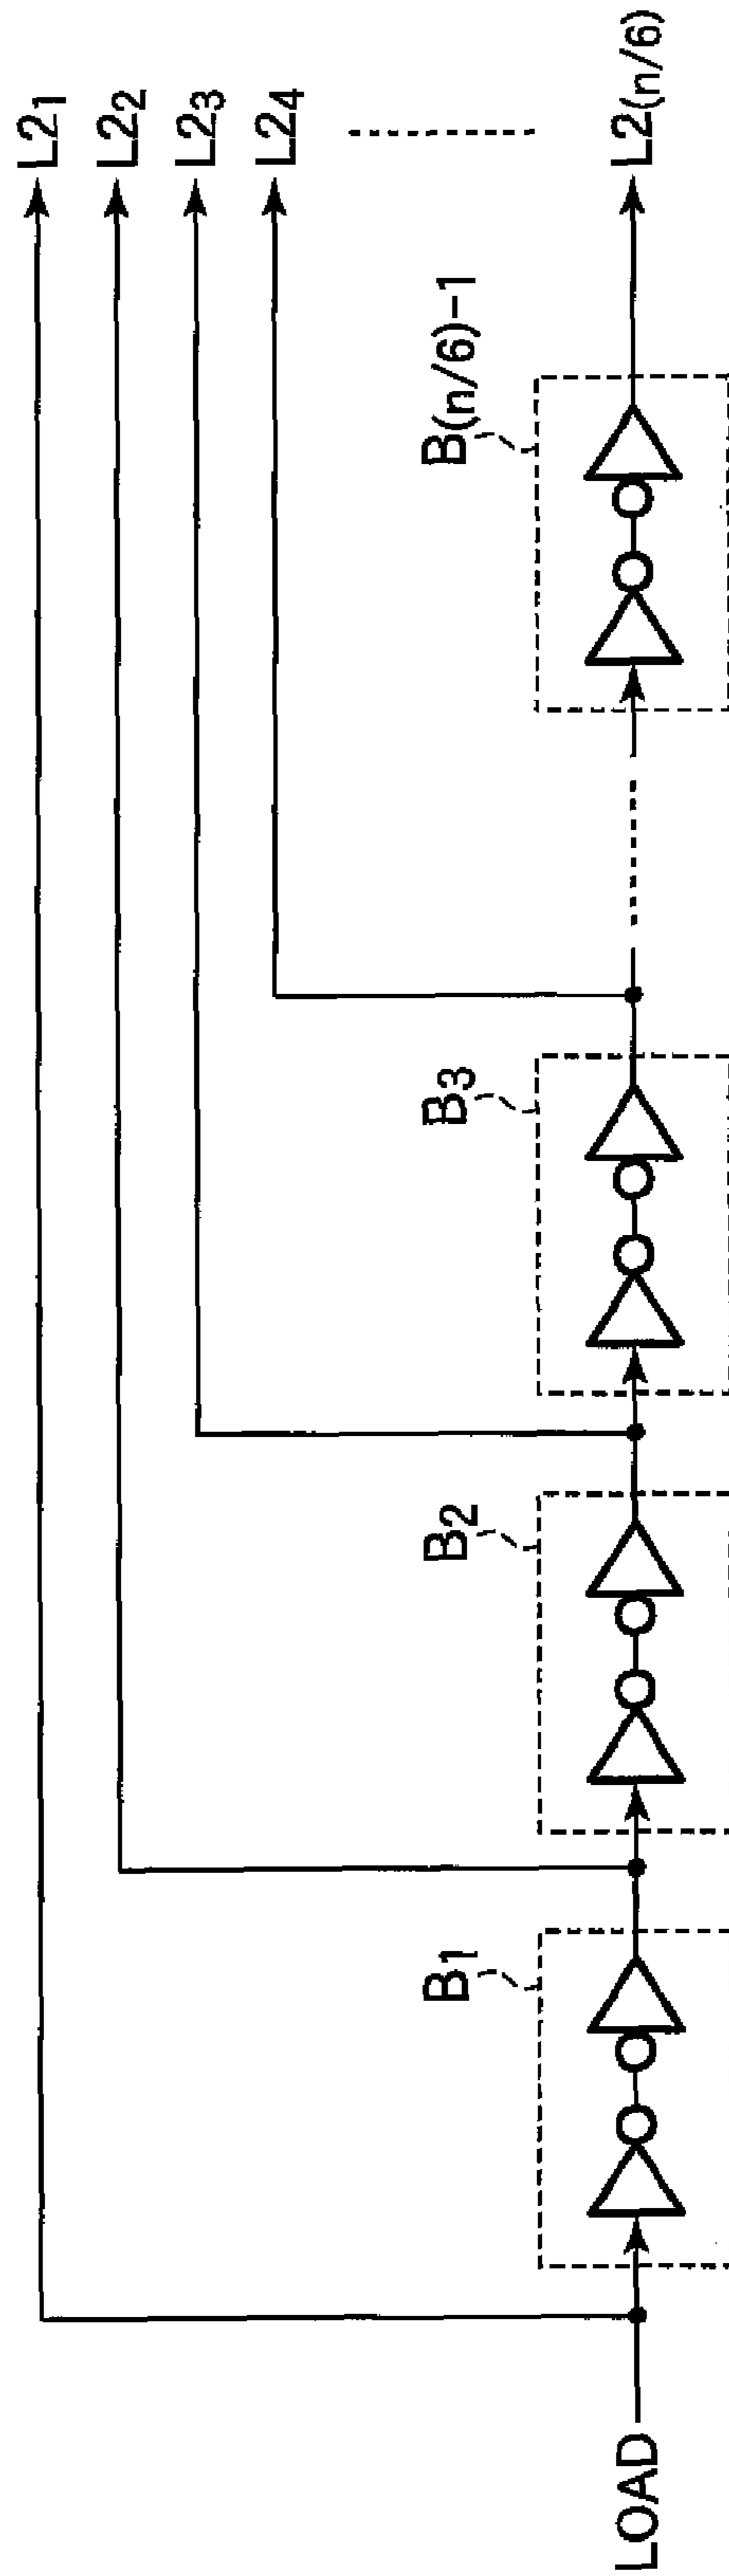 L2₁
L2₂
L2₃
L2₄
L2(n/6)
B(n/6)-1
B₃
B₂
B₁
LOAD